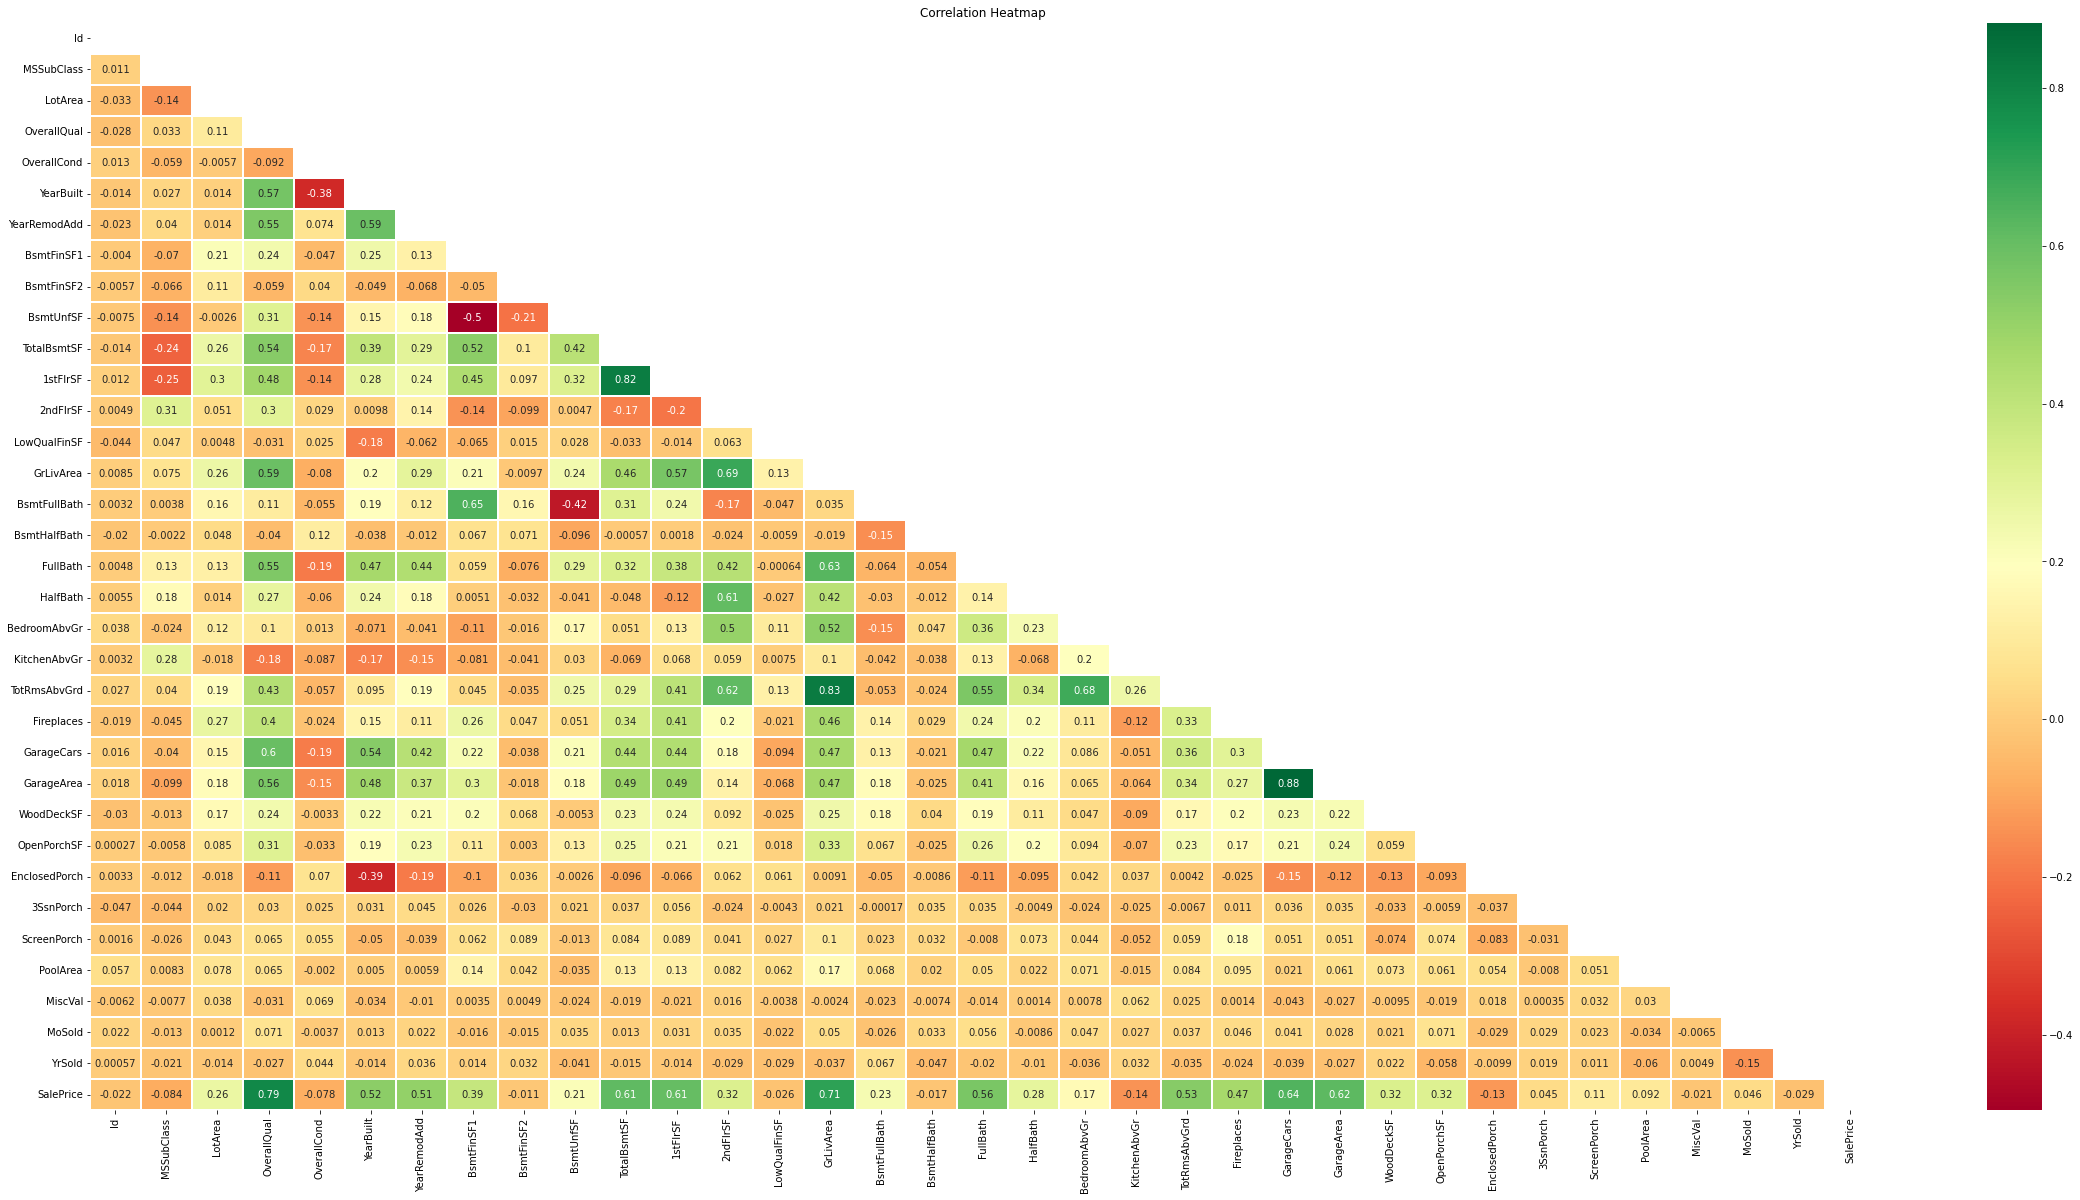 Correlation Heatmap
Id
MSSubClass 0.011
LotArea -0.033 -0.14
OverallQual -0.028 0.033 0.11
OverallCond 0.013 -0.059 -0.0057 -0.092
YearBuilt -0.014 0.027 0.014 0.57 -0.38
YearRemodAdd -0.023 0.04 0.014 0.55 0.074 0.59
BsmtFinSF1 -0.004 -0.07 0.21 0.24 -0.047 0.25 0.13
BsmtFinSF2 -0.0057 -0.066 0.11 -0.059 0.04 -0.049 -0.068 -0.05
BsmtUnfSF -0.0075 -0.14 -0.0026 0.31 -0.14 0.15 0.18 -0.5 -0.21
TotalBsmtSF -0.014 -0.24 0.26 0.54 -0.17 0.39 0.29 0.52 0.1 0.42
1stFlrSF 0.012 -0.25 0.3 0.48 -0.14 0.28 0.24 0.45 0.097 0.32 0.82
2ndFlrSF 0.0049 0.31 0.051 0.3 0.029 0.0098 0.14 -0.14 -0.099 0.0047 -0.17 -0.2
LowQualFinSF -0.044 0.047 0.0048 -0.031 0.025 -0.18 -0.062 -0.065 0.015 0.028 -0.033 -0.014 0.063
GrLivArea 0.0085 0.075 0.26 0.59 -0.08 0.2 0.29 0.21 -0.0097 0.24 0.46 0.57 0.69 0.13
BsmtFullBath 0.0032 0.0038 0.16 0.11 -0.055 0.19 0.12 0.65 0.16 -0.42 0.31 0.24 -0.17 -0.047 0.035
BsmtHalfBath -0.02 -0.0022 0.048 -0.04 0.12 -0.038 -0.012 0.067 0.071 -0.096 -0.00057 0.0018 -0.024 -0.0059 -0.019 -0.15
FullBath 0.0048 0.13 0.13 0.55 -0.19 0.47 0.44 0.059 -0.076 0.29 0.32 0.38 0.42 -0.00064 0.63 -0.064 -0.054
HalfBath 0.0055 0.18 0.014 0.27 -0.06 0.24 0.18 0.0051 -0.032 -0.041 -0.048 -0.12 0.61 -0.027 0.42 -0.03 -0.012 0.14
BedroomAbvGr 0.038 -0.024 0.12 0.1 0.013 -0.071 -0.041 -0.11 -0.016 0.17 0.051 0.13 0.5 0.11 0.52 -0.15 0.047 0.36 0.23
KitchenAbvGr 0.0032 0.28 -0.018 -0.18 -0.087 -0.17 -0.15 -0.081 -0.041 0.03 -0.069 0.068 0.059 0.0075 0.1 -0.042 -0.038 0.13 -0.068 0.2
TotRmsAbvGrd 0.027 0.04 0.19 0.43 -0.057 0.095 0.19 0.045 -0.035 0.25 0.29 0.41 0.62 0.13 0.83 -0.053 -0.024 0.55 0.34 0.68 0.26
Fireplaces -0.019 -0.045 0.27 0.4 -0.024 0.15 0.11 0.26 0.047 0.051 0.34 0.41 0.2 -0.021 0.46 0.14 0.029 0.24 0.2 0.11 -0.12 0.33
GarageCars 0.016 -0.04 0.15 0.6 -0.19 0.54 0.42 0.22 -0.038 0.21 0.44 0.44 0.18 -0.094 0.47 0.13 -0.021 0.47 0.22 0.086 -0.051 0.36 0.3
GarageArea 0.018 -0.099 0.18 0.56 -0.15 0.48 0.37 0.3 -0.018 0.18 0.49 0.49 0.14 -0.068 0.47 0.18 -0.025 0.41 0.16 0.065 -0.064 0.34 0.27 0.88
WoodDeckSF -0.03 -0.013 0.17 0.24 -0.0033 0.22 0.21 0.2 0.068 -0.0053 0.23 0.24 0.092 -0.025 0.25 0.18 0.04 0.19 0.11 0.047 -0.09 0.17 0.2 0.23 0.22
OpenPorchSF 0.00027 -0.0058 0.085 0.31 -0.033 0.19 0.23 0.11 0.003 0.13 0.25 0.21 0.21 0.018 0.33 0.067 -0.025 0.26 0.2 0.094 -0.07 0.23 0.17 0.21 0.24 0.059
EnclosedPorch 0.0033 -0.012 -0.018 -0.11 0.07 -0.39 -0.19 -0.1 0.036 -0.0026 -0.096 -0.066 0.062 0.061 0.0091 -0.05 -0.0086 -0.11 -0.095 0.042 0.037 0.0042 -0.025 -0.15 -0.12 -0.13 -0.093
3SsnPorch -0.047 -0.044 0.02 0.03 0.025 0.031 0.045 0.026 -0.03 0.021 0.037 0.056 -0.024 -0.0043 0.021 -0.00017 0.035 0.035 -0.0049 -0.024 -0.025 -0.0067 0.011 0.036 0.035 -0.033 -0.0059 -0.037
ScreenPorch 0.0016 -0.026 0.043 0.065 0.055 -0.05 -0.039 0.062 0.089 -0.013 0.084 0.089 0.041 0.027 0.1 0.023 0.032 -0.008 0.073 0.044 -0.052 0.059 0.18 0.051 0.051 -0.074 0.074 -0.083 -0.031
PoolArea 0.057 0.0083 0.078 0.065 -0.002 0.005 0.0059 0.14 0.042 -0.035 0.13 0.13 0.082 0.062 0.17 0.068 0.02 0.05 0.022 0.071 -0.015 0.084 0.095 0.021 0.061 0.073 0.061 0.054 -0.008 0.051
MiscVal -0.0062 -0.0077 0.038 -0.031 0.069 -0.034 -0.01 0.0035 0.0049 -0.024 -0.019 -0.021 0.016 -0.0038 -0.0024 -0.023 -0.0074 -0.014 0.0014 0.0078 0.062 0.025 0.0014 -0.043 -0.027 -0.0095 -0.019 0.018 0.00035 0.032 0.03
MoSold 0.022 -0.013 0.0012 0.071 -0.0037 0.013 0.022 -0.016 -0.015 0.035 0.013 0.031 0.035 -0.022 0.05 -0.026 0.033 0.056 -0.0086 0.047 0.027 0.037 0.046 0.041 0.028 0.021 0.071 -0.029 0.029 0.023 -0.034 -0.0065
YrSold 0.00057 -0.021 -0.014 -0.027 0.044 -0.014 0.036 0.014 0.032 -0.041 -0.015 -0.014 -0.029 -0.029 -0.037 0.067 -0.047 -0.02 -0.01 -0.036 0.032 -0.035 -0.024 -0.039 -0.027 0.022 -0.058 -0.0099 0.019 0.011 -0.06 0.0049 -0.15
SalePrice -0.022 -0.084 0.26 0.79 -0.078 0.52 0.51 0.39 -0.011 0.21 0.61 0.61 0.32 -0.026 0.71 0.23 -0.017 0.56 0.28 0.17 -0.14 0.53 0.47 0.64 0.62 0.32 0.32 -0.13 0.045 0.11 0.092 -0.021 0.046 -0.029
Id MSSubClass LotArea OverallQual OverallCond YearBuilt YearRemodAdd BsmtFinSF1 BsmtFinSF2 BsmtUnfSF TotalBsmtSF 1stFlrSF 2ndFlrSF LowQualFinSF GrLivArea BsmtFullBath BsmtHalfBath FullBath HalfBath BedroomAbvGr KitchenAbvGr TotRmsAbvGrd Fireplaces GarageCars GarageArea WoodDeckSF OpenPorchSF EnclosedPorch 3SsnPorch ScreenPorch PoolArea MiscVal MoSold YrSold SalePrice
0.8
0.6
0.4
0.2
0.0
−0.2
−0.4